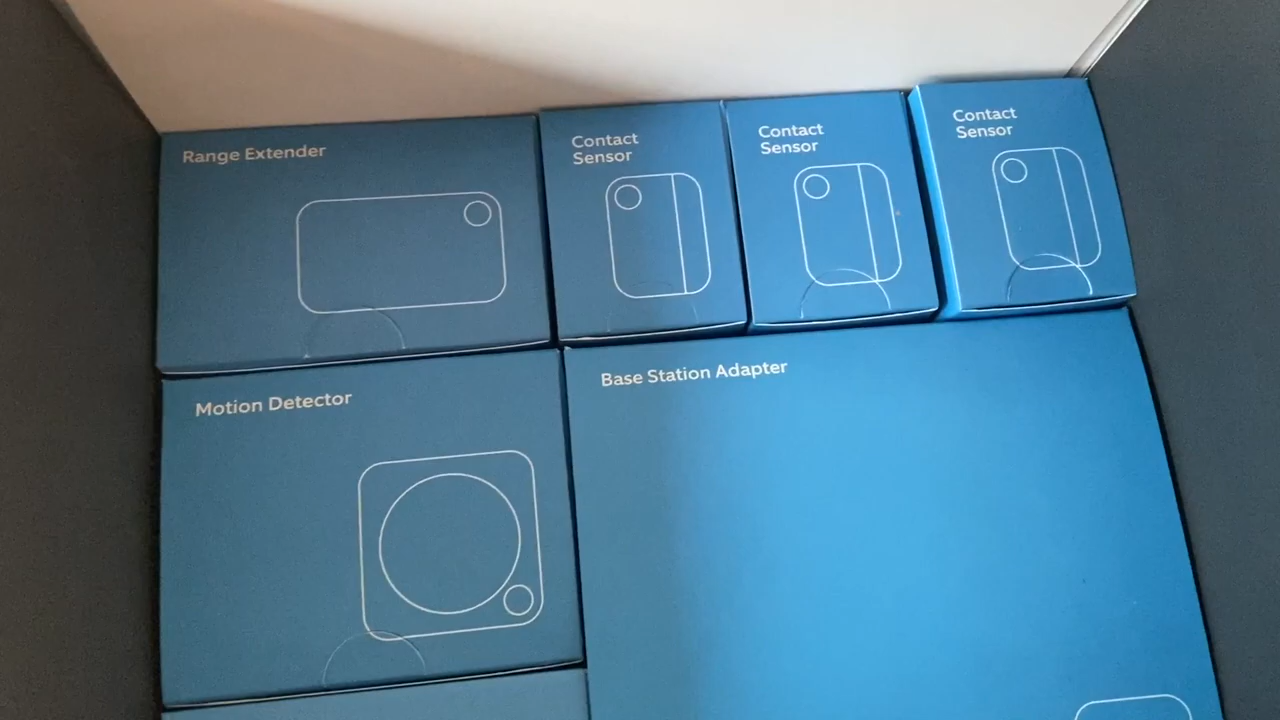 Range Extender
Contact
Sensor
Contact
Sensor
Contact
Sensor
Motion Detector
Base Station Adapter